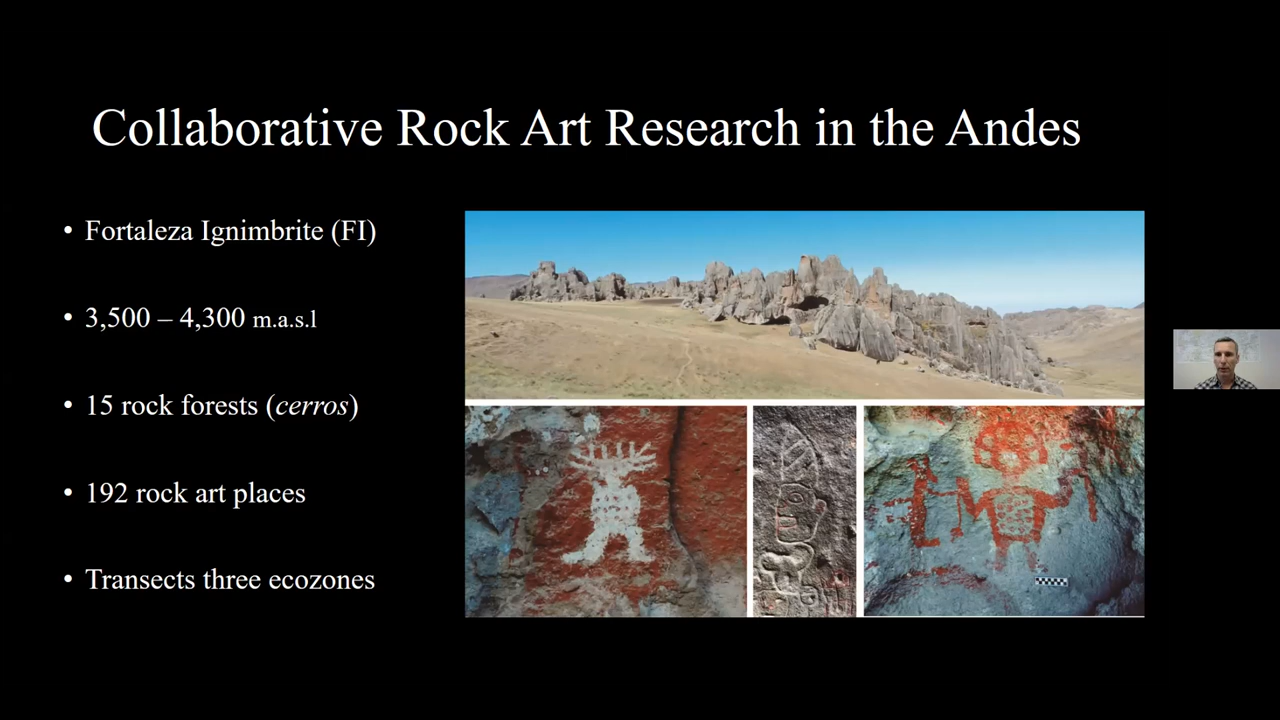 Collaborative Rock Art Research in the Andes
• Fortaleza Ignimbrite (FI)
• 3,500 – 4,300 m.a.s.l
• 15 rock forests (cerros)
• 192 rock art places
• Transects three ecozones